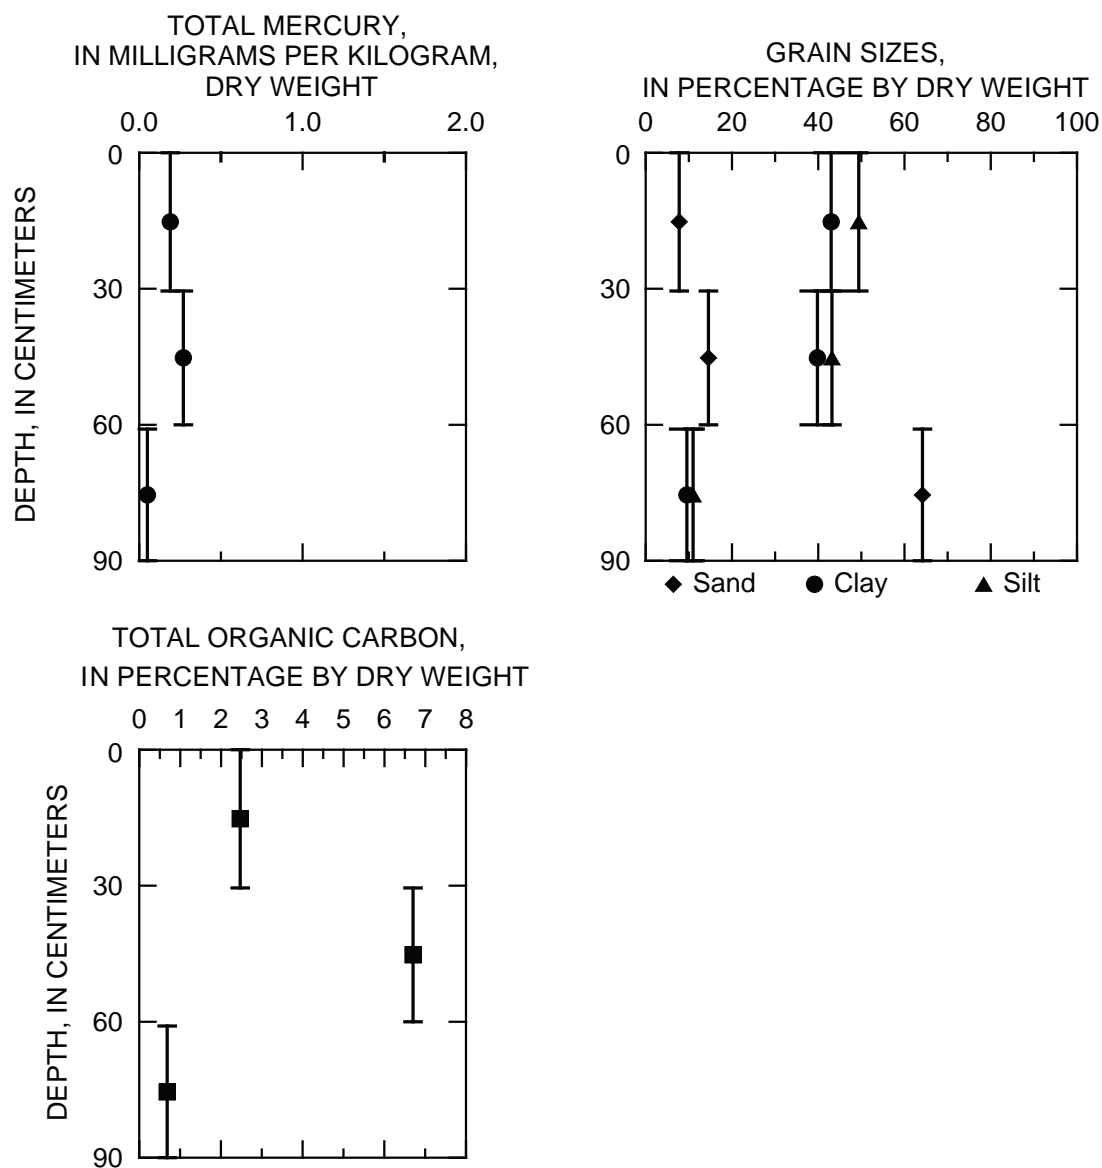 TOTAL MERCURY,
IN MILLIGRAMS PER KILOGRAM,
DRY WEIGHT
0.0 1.0 2.0
0
30
60
90
DEPTH, IN CENTIMETERS
GRAIN SIZES,
IN PERCENTAGE BY DRY WEIGHT
0 20 40 60 80 100
0
30
60
90
Sand Clay Silt
TOTAL ORGANIC CARBON,
IN PERCENTAGE BY DRY WEIGHT
0 1 2 3 4 5 6 7 8
0
30
60
90
DEPTH, IN CENTIMETERS